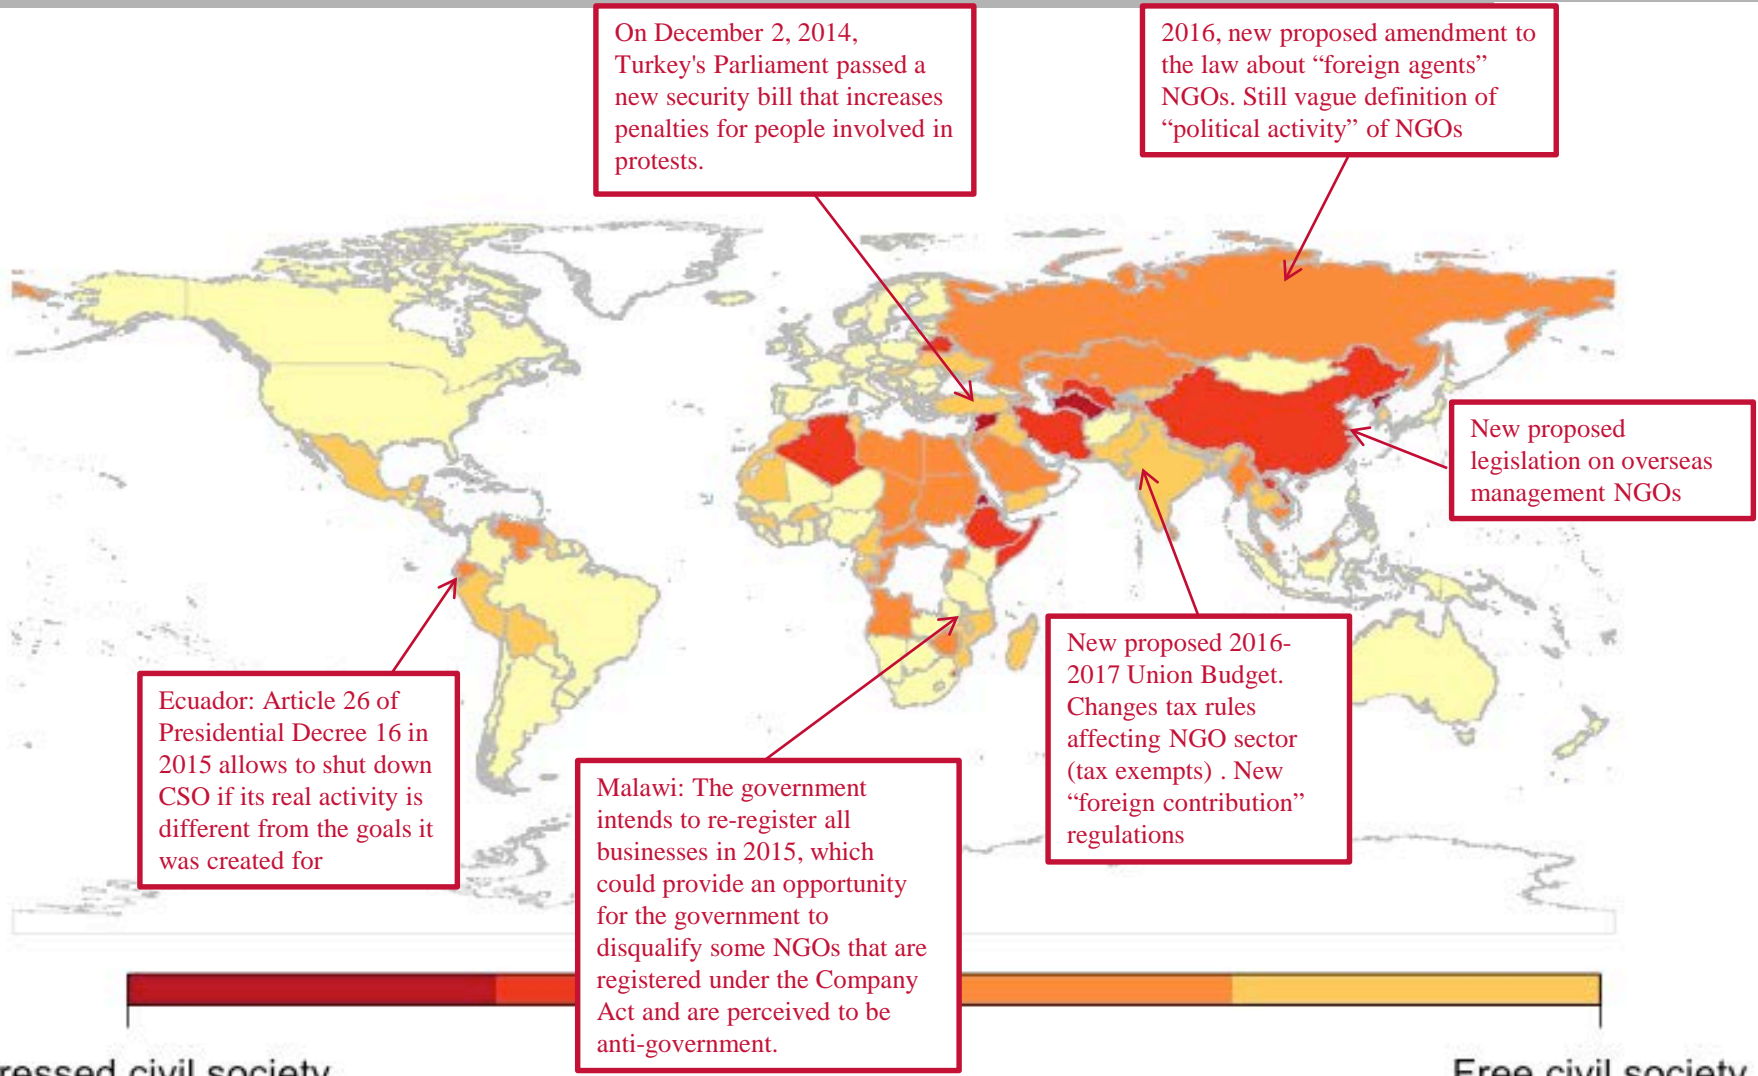 On December 2, 2014,
Turkey's Parliament passed a
new security bill that increases
penalties for people involved in
protests.
2016, new proposed amendment to
the law about “foreign agents”
NGOs. Still vague definition of
“political activity” of NGOs
New proposed
legislation on overseas
management NGOs
New proposed 2016-
2017 Union Budget.
Changes tax rules
affecting NGO sector
(tax exempts) . New
“foreign contribution”
regulations
Ecuador: Article 26 of
Presidential Decree 16 in
2015 allows to shut down
CSO if its real activity is
different from the goals it
was created for
Malawi: The government
intends to re-register all
businesses in 2015, which
could provide an opportunity
for the government to
disqualify some NGOs that are
registered under the Company
Act and are perceived to be
anti-government.
ressed civil society
Free civil society